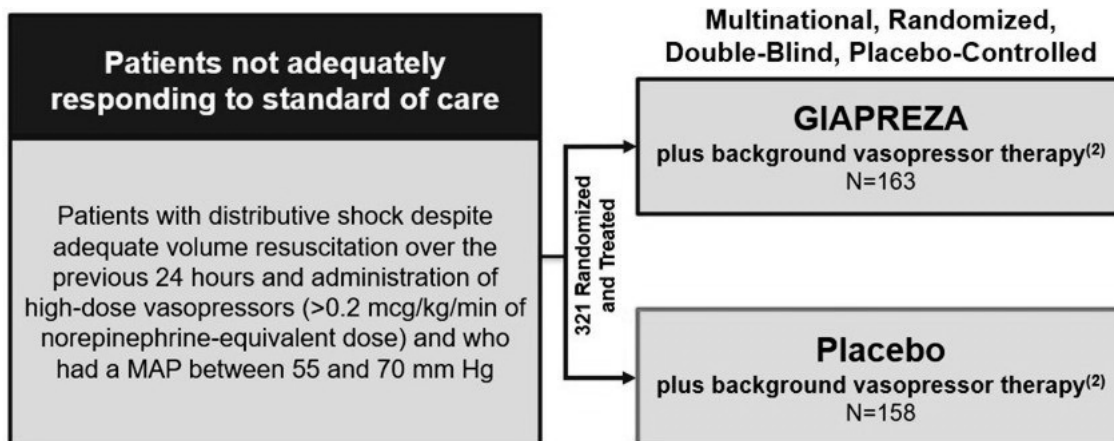 Patients not adequately
responding to standard of care
Patients with distributive shock despite
adequate volume resuscitation over the
previous 24 hours and administration of
high-dose vasopressors (>0.2 mcg/kg/min of
norepinephrine-equivalent dose) and who
had a MAP between 55 and 70 mm Hg
321 Randomized
and Treated
Multinational, Randomized,
Double-Blind, Placebo-Controlled
GIAPREZA
plus background vasopressor therapy(2)
N=163
Placebo
plus background vasopressor therapy(2)
N=158